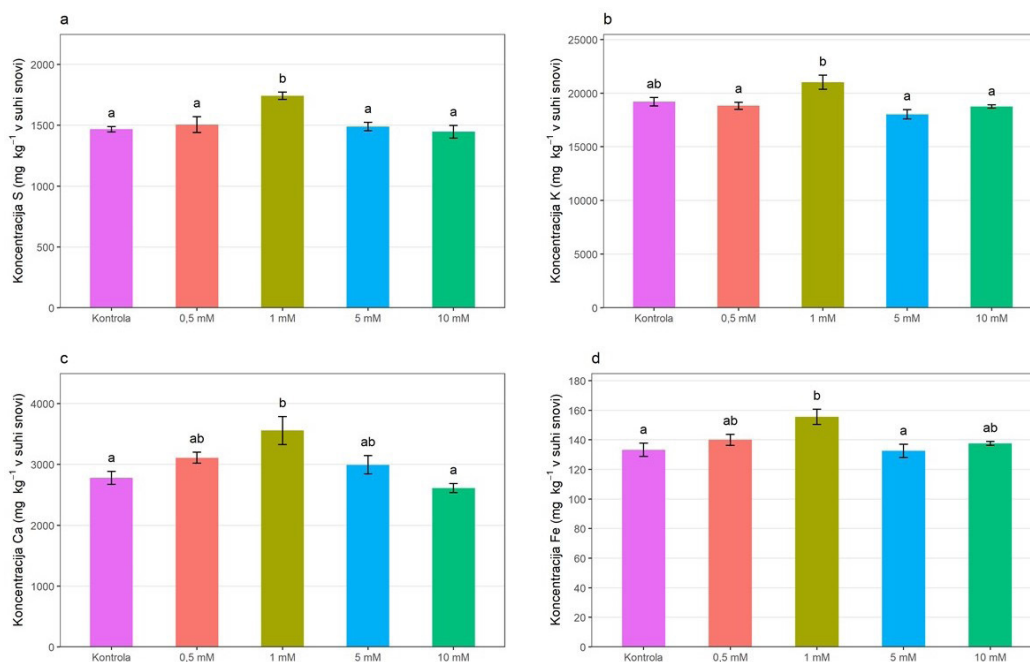 a
Koncentracija S (mg kg⁻¹ v suhi snovi)
2000
1500
1000
500
0
a
a
b
a
a
Kontrola
0,5 mM
1 mM
5 mM
10 mM
b
Koncentracija K (mg kg⁻¹ v suhi snovi)
25000
20000
15000
10000
5000
0
ab
a
b
a
a
Kontrola
0,5 mM
1 mM
5 mM
10 mM
c
Koncentracija Ca (mg kg⁻¹ v suhi snovi)
4000
3000
2000
1000
0
a
ab
b
ab
a
Kontrola
0,5 mM
1 mM
5 mM
10 mM
d
Koncentracija Fe (mg kg⁻¹ v suhi snovi)
180
160
140
120
100
80
60
40
20
0
a
ab
b
a
ab
Kontrola
0,5 mM
1 mM
5 mM
10 mM